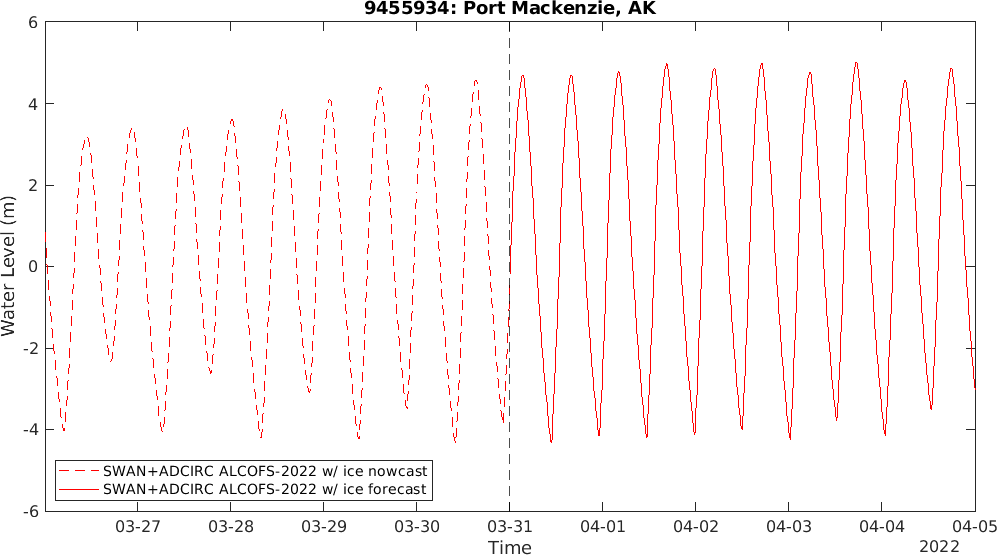 9455934: Port Mackenzie, AK
Water Level (m)
6
4
2
0
-2
-4
-6
SWAN+ADCIRC ALCOFS-2022 w/ ice nowcast
SWAN+ADCIRC ALCOFS-2022 w/ ice forecast
03-27 03-28 03-29 03-30 03-31 04-01 04-02 04-03 04-04 04-05
Time
2022